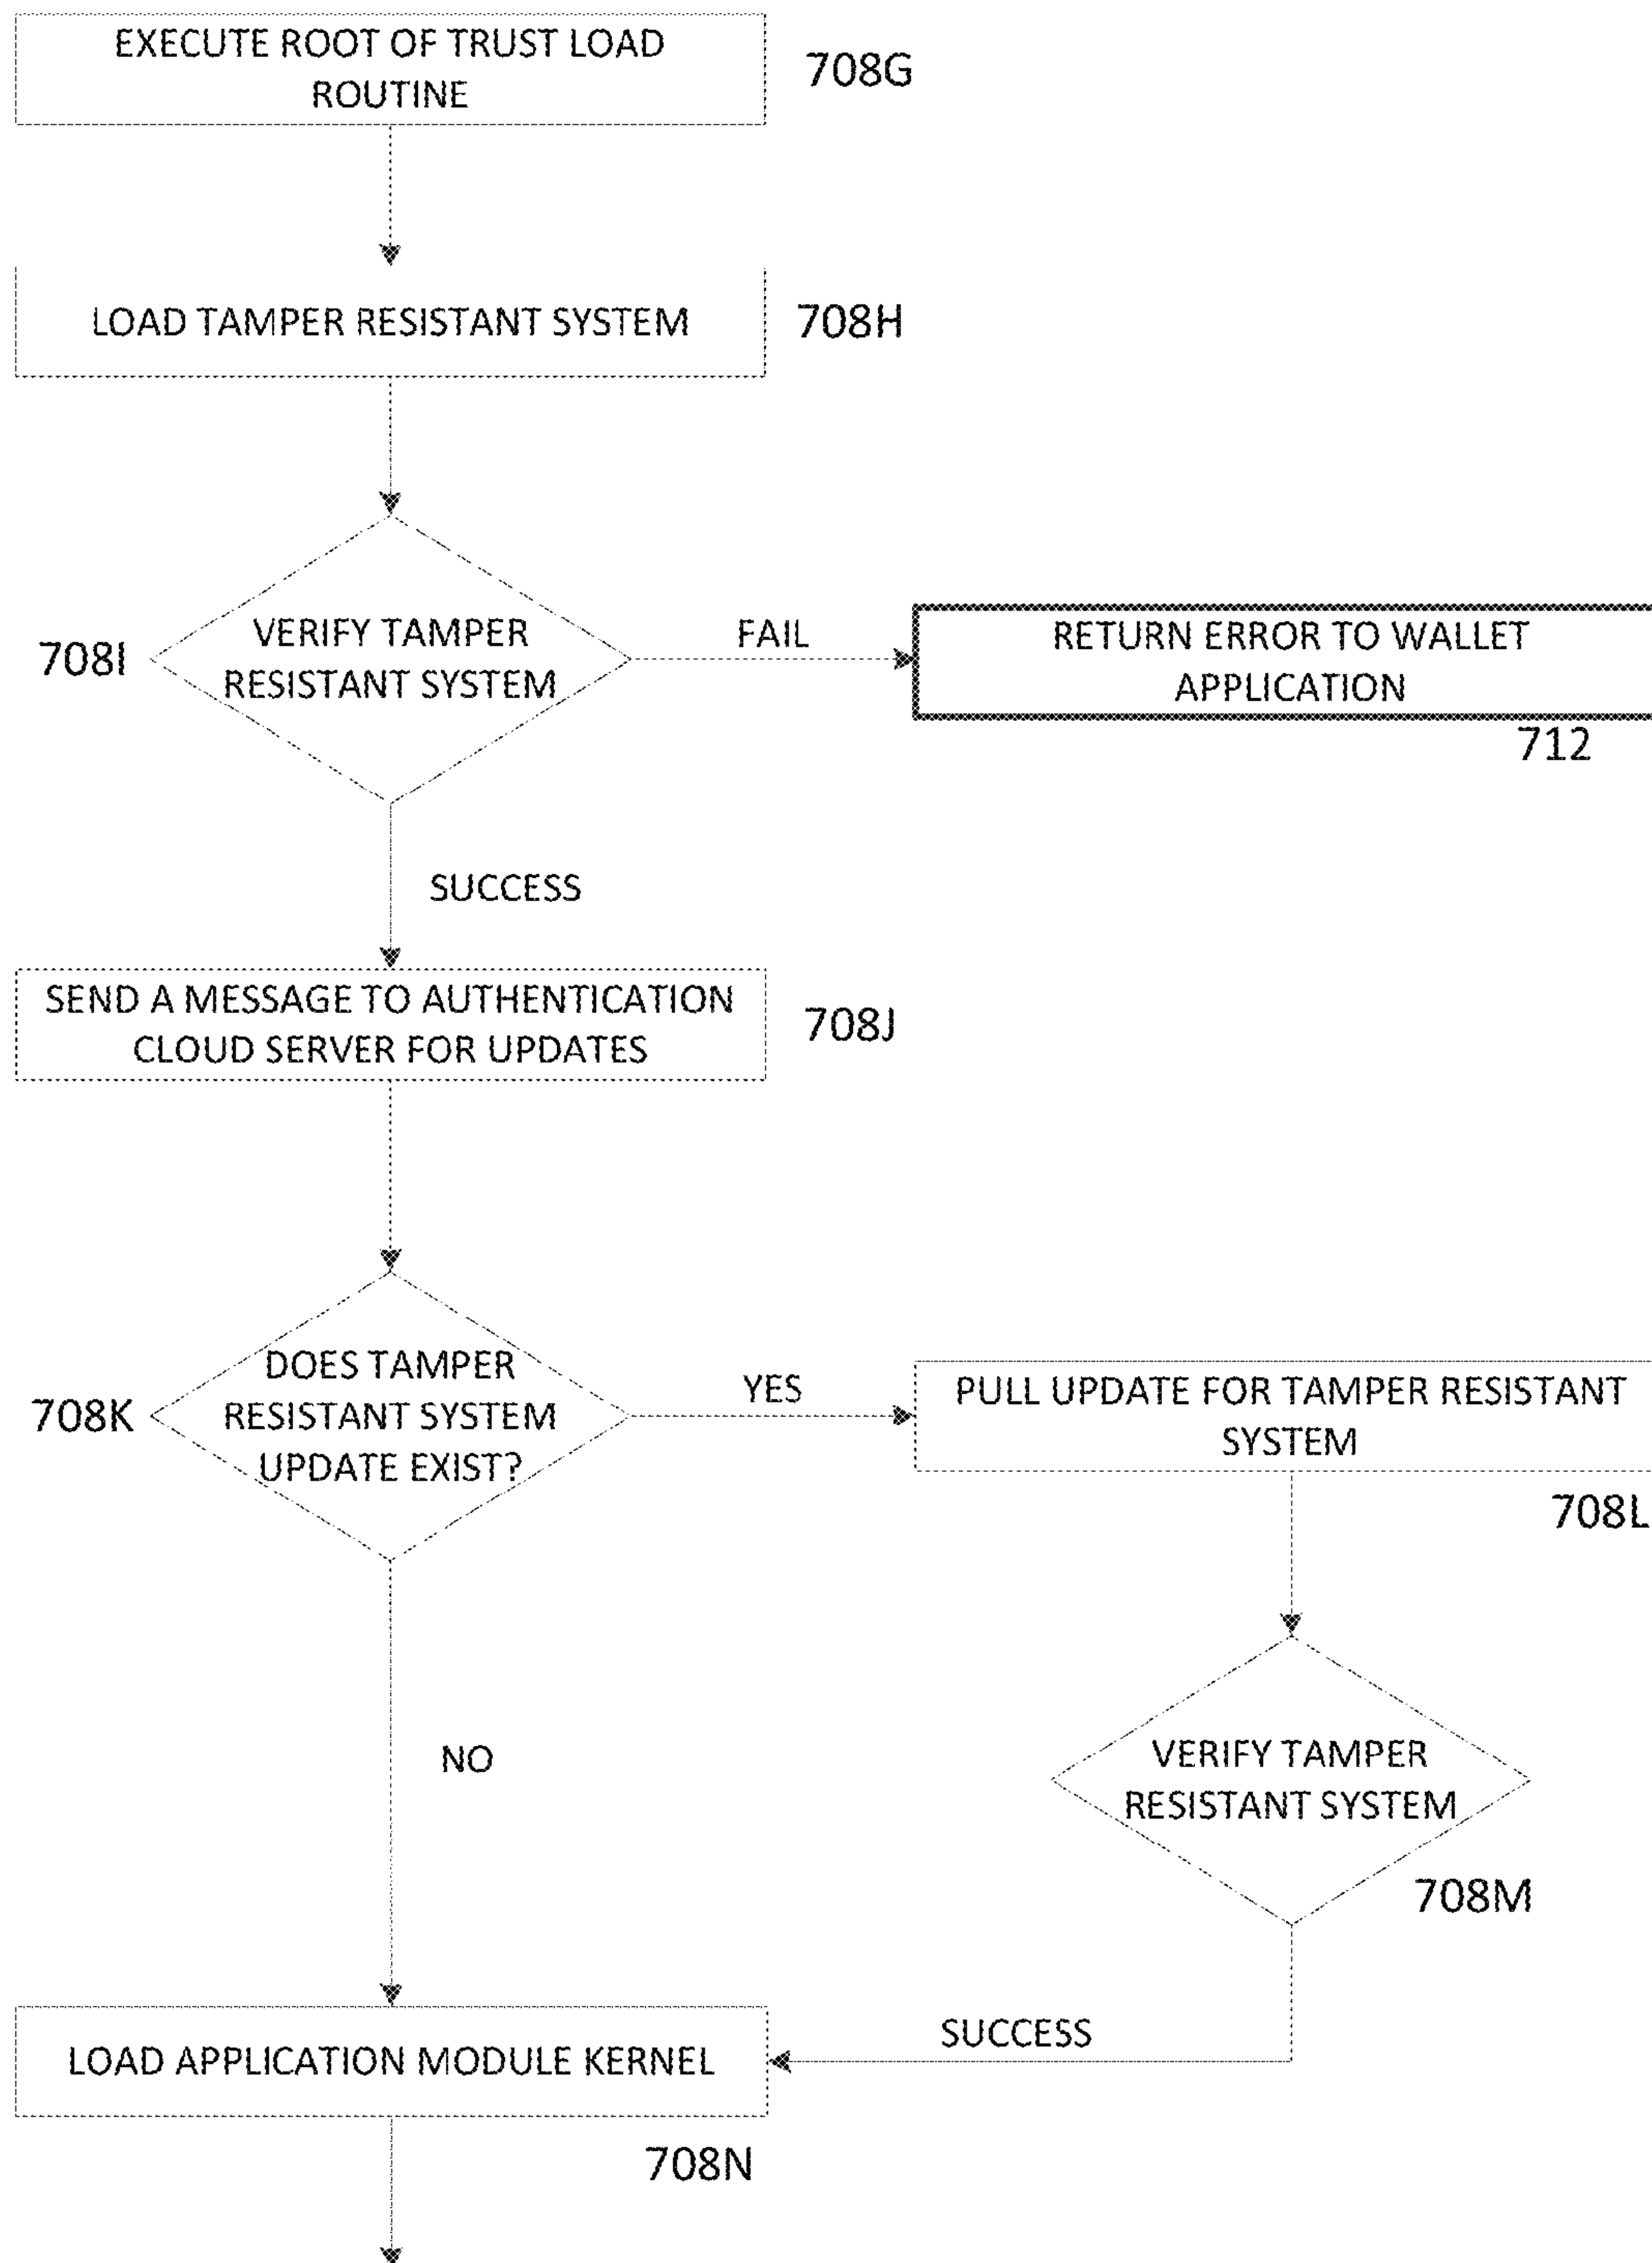 EXECUTE ROOT OF TRUST LOAD
ROUTINE
708G
LOAD TAMPER RESISTANT SYSTEM
708H
VERIFY TAMPER
RESISTANT SYSTEM
708I
FAIL
RETURN ERROR TO WALLET
APPLICATION
712
SUCCESS
SEND A MESSAGE TO AUTHENTICATION
CLOUD SERVER FOR UPDATES
708J
DOES TAMPER
RESISTANT SYSTEM
UPDATE EXIST?
708K
YES
PULL UPDATE FOR TAMPER RESISTANT
SYSTEM
708L
NO
VERIFY TAMPER
RESISTANT SYSTEM
708M
SUCCESS
LOAD APPLICATION MODULE KERNEL
708N